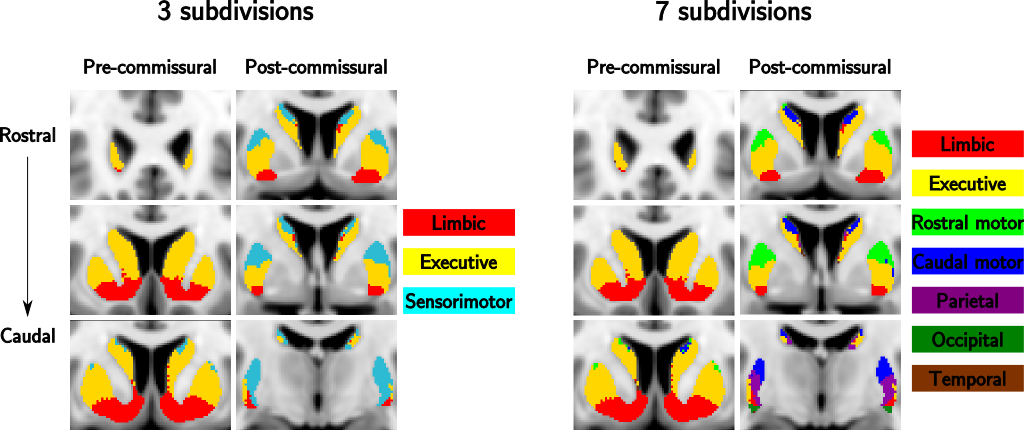 3 subdivisions
7 subdivisions
Pre-commissural
Post-commissural
Pre-commissural
Post-commissural
Rostral
Caudal
Limbic
Executive
Sensorimotor
Limbic
Executive
Rostral motor
Caudal motor
Parietal
Occipital
Temporal